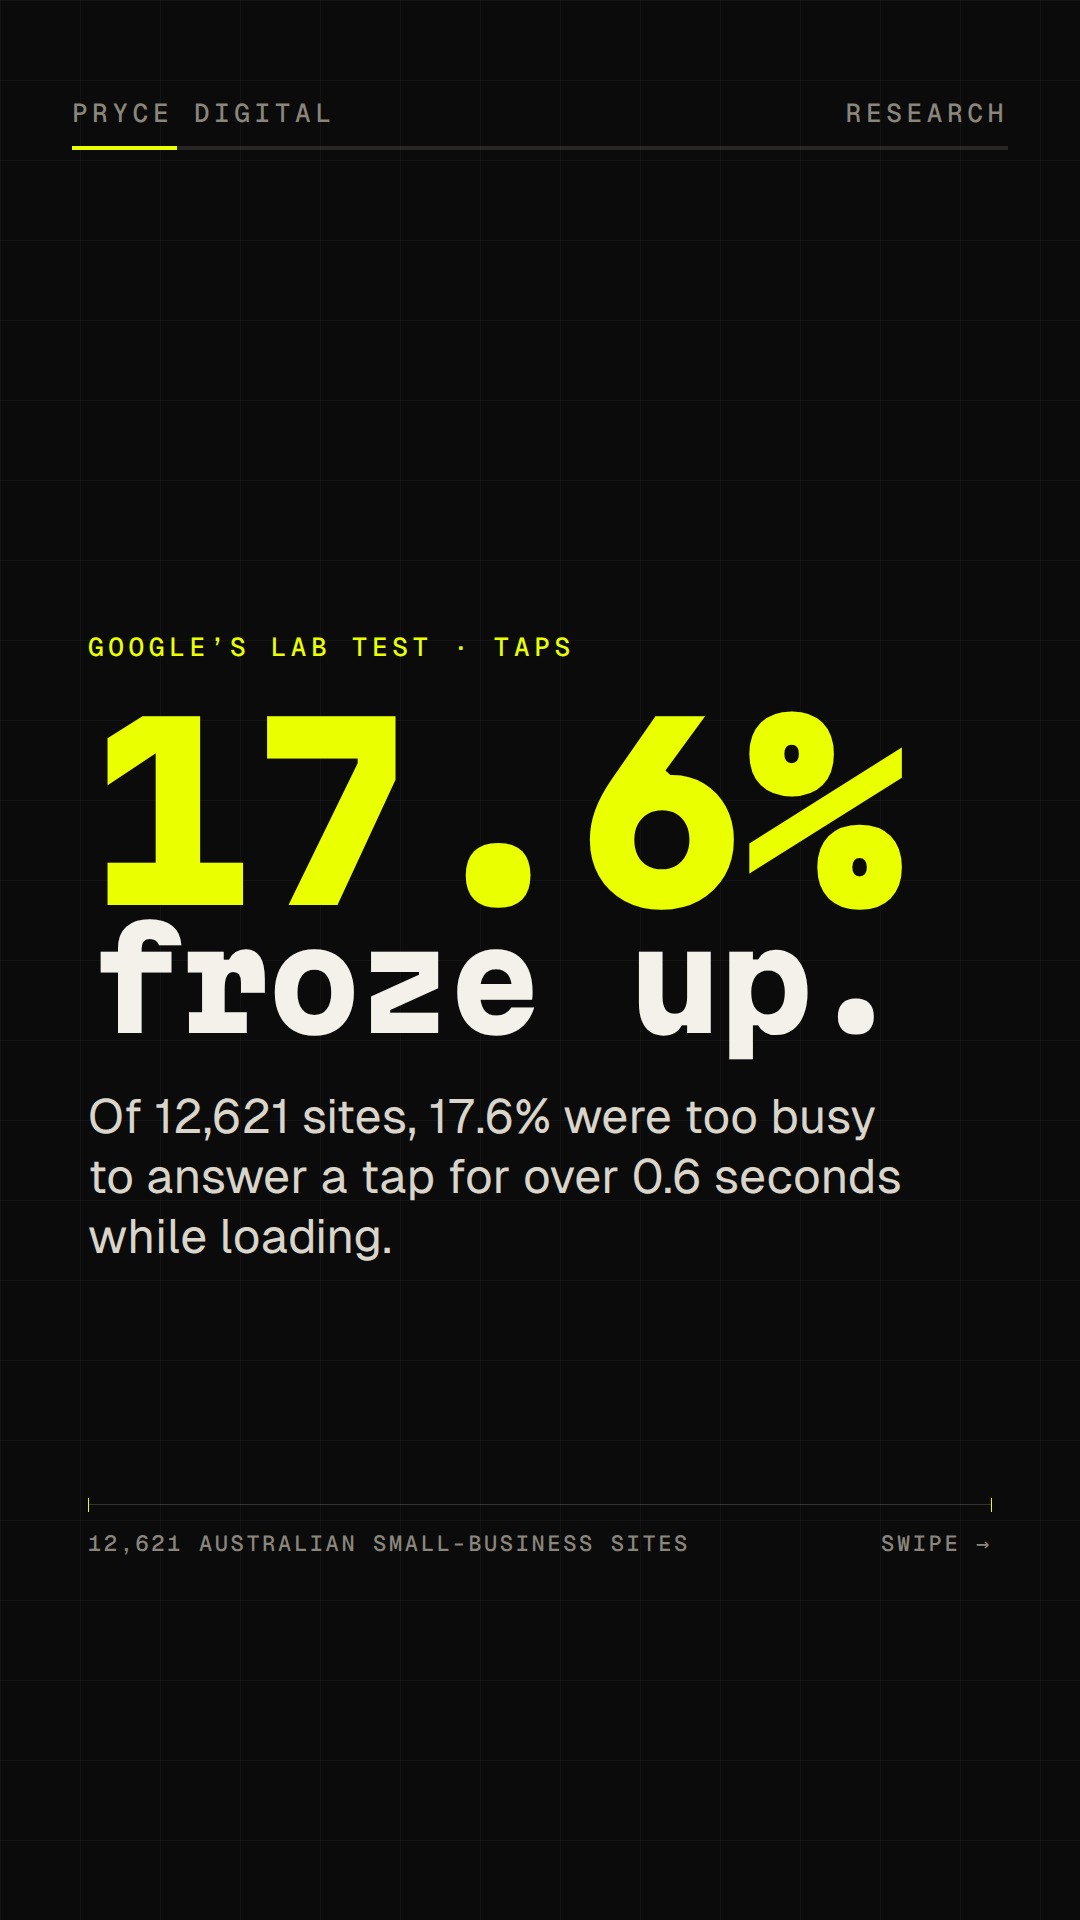 PRYCE DIGITAL
RESEARCH
GOOGLE’S LAB TEST · TAPS
17.6%
froze up.
Of 12,621 sites, 17.6% were too busy
to answer a tap for over 0.6 seconds
while loading.
12,621 AUSTRALIAN SMALL-BUSINESS SITES
SWIPE →